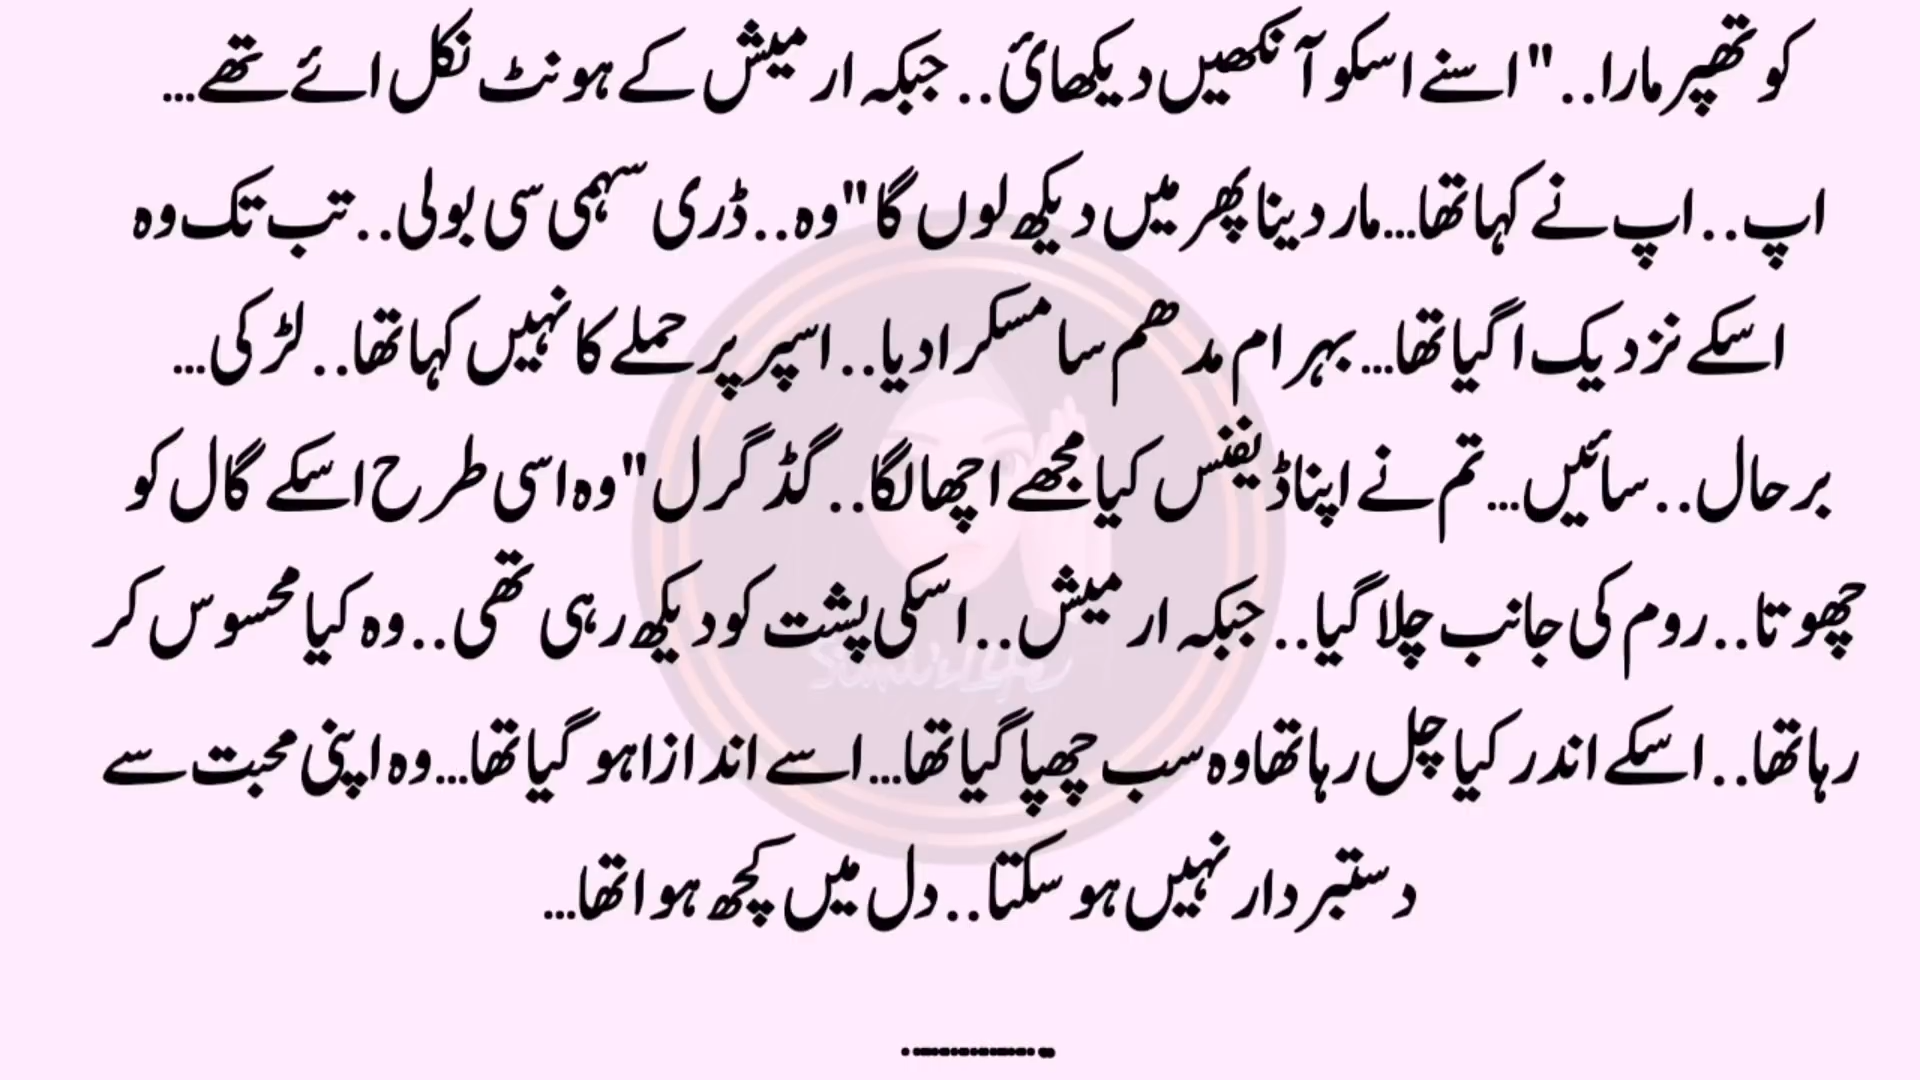 کو تھپر مارا.." اسنے اسکو آنکھیں دیکھائ.. جبکہ ارمیش کے ہونٹ نکل ائے تھے...
اپ.. اپ نے کہا تھا... مار دینا پھر میں دیکھ لوں گا" وہ.. ڈری سہمی سی بولی.. تب تک وہ
اسکے نزدیک اگیا تھا... بہرام مدھم سا مسکرا دیا.. اسپر پر حملے کا نہیں کہا تھا.. لڑکی...
برحال.. سائیں... تم نے اپنا ڈیفنس کیا مجھے اچھا لگا.. گڈ گرل" وہ اسی طرح اسکے گال کو
چھوتا.. روم کی جانب چلا گیا.. جبکہ ارمیش.. اسکی پشت کو دیکھ رہی تھی.. وہ کیا محسوس کر
رہا تھا.. اسکے اندر کیا چل رہا تھا وہ سب چھپا گیا تھا... اسے اندازا ہو گیا تھا... وہ اپنی محبت سے
دستبردار نہیں ہو سکتا.. دل میں کچھ ہوا تھا...